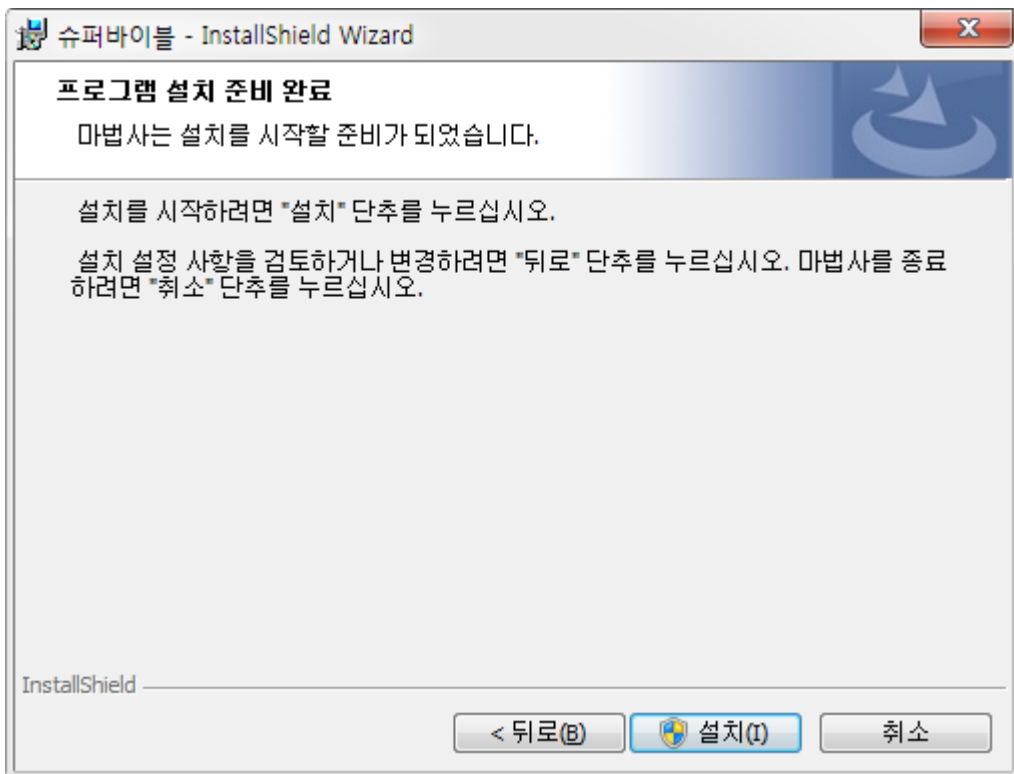 슈퍼바이블 - InstallShield Wizard
프로그램 설치 준비 완료
마법사는 설치를 시작할 준비가 되었습니다.
설치를 시작하려면 "설치" 단추를 누르십시오.
설치 설정 사항을 검토하거나 변경하려면 "뒤로" 단추를 누르십시오. 마법사를 종료
하려면 "취소" 단추를 누르십시오.
InstallShield
< 뒤로(B) 설치(I) 취소